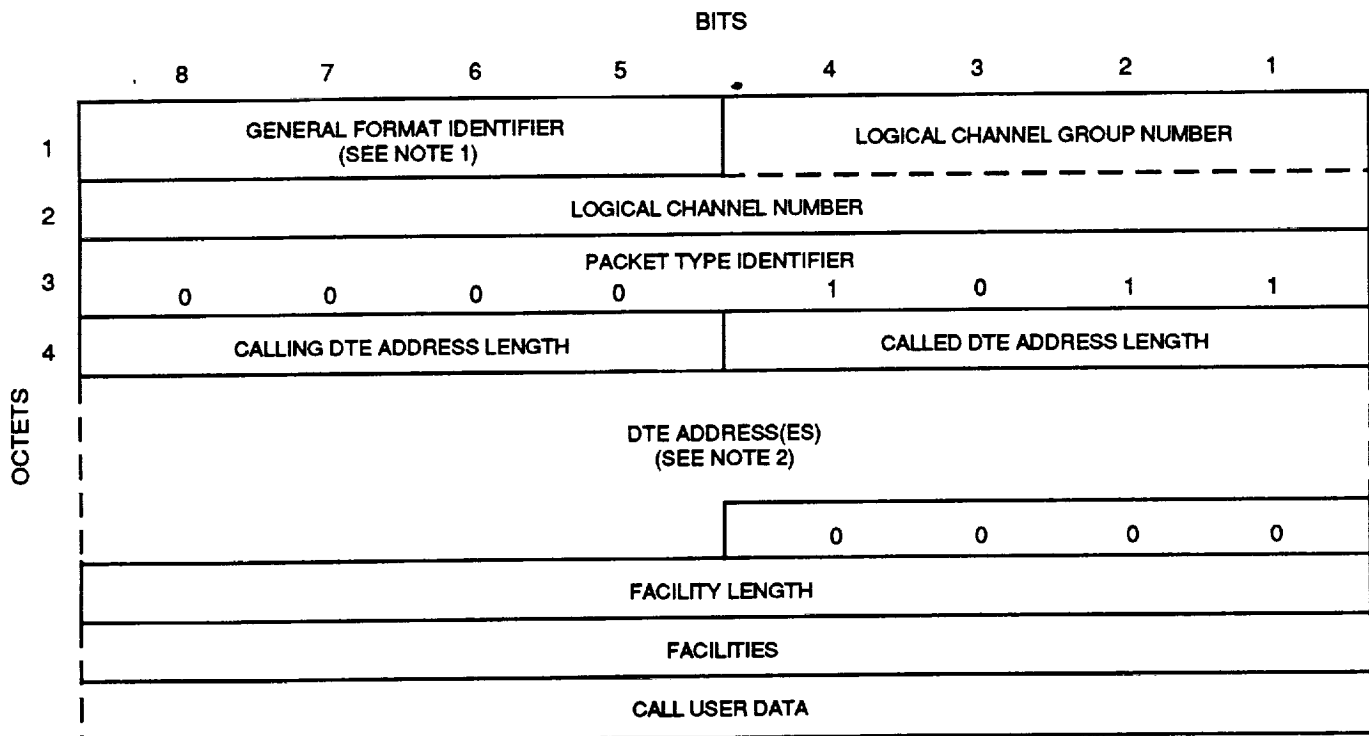 BITS
8 7 6 5 4 3 2 1
1 GENERAL FORMAT IDENTIFIER LOGICAL CHANNEL GROUP NUMBER
(SEE NOTE 1)
2 LOGICAL CHANNEL NUMBER
PACKET TYPE IDENTIFIER
3 0 0 0 0 1 0 1 1
4 CALLING DTE ADDRESS LENGTH CALLED DTE ADDRESS LENGTH
OCTETS
DTE ADDRESS(ES)
(SEE NOTE 2)
0 0 0 0
FACILITY LENGTH
FACILITIES
CALL USER DATA